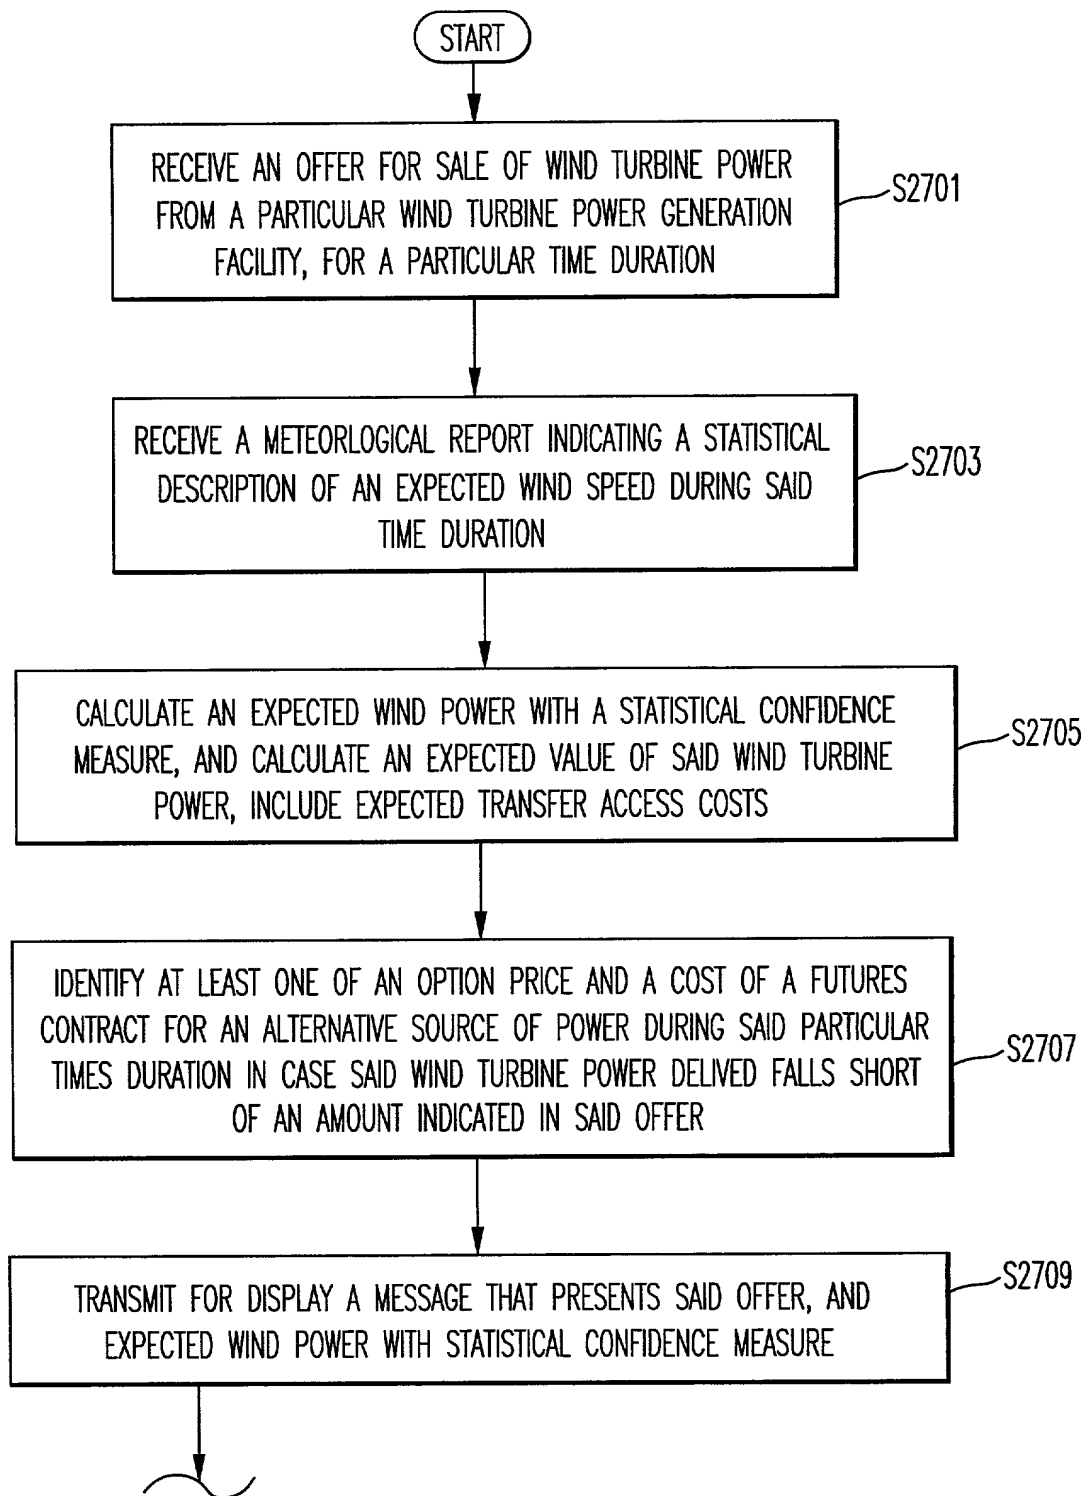 START
RECEIVE AN OFFER FOR SALE OF WIND TURBINE POWER
FROM A PARTICULAR WIND TURBINE POWER GENERATION
FACILITY, FOR A PARTICULAR TIME DURATION
S2701
RECEIVE A METEORLOGICAL REPORT INDICATING A STATISTICAL
DESCRIPTION OF AN EXPECTED WIND SPEED DURING SAID
TIME DURATION
S2703
CALCULATE AN EXPECTED WIND POWER WITH A STATISTICAL CONFIDENCE
MEASURE, AND CALCULATE AN EXPECTED VALUE OF SAID WIND TURBINE
POWER, INCLUDE EXPECTED TRANSFER ACCESS COSTS
S2705
IDENTIFY AT LEAST ONE OF AN OPTION PRICE AND A COST OF A FUTURES
CONTRACT FOR AN ALTERNATIVE SOURCE OF POWER DURING SAID PARTICULAR
TIMES DURATION IN CASE SAID WIND TURBINE POWER DELIVED FALLS SHORT
OF AN AMOUNT INDICATED IN SAID OFFER
S2707
TRANSMIT FOR DISPLAY A MESSAGE THAT PRESENTS SAID OFFER, AND
EXPECTED WIND POWER WITH STATISTICAL CONFIDENCE MEASURE
S2709